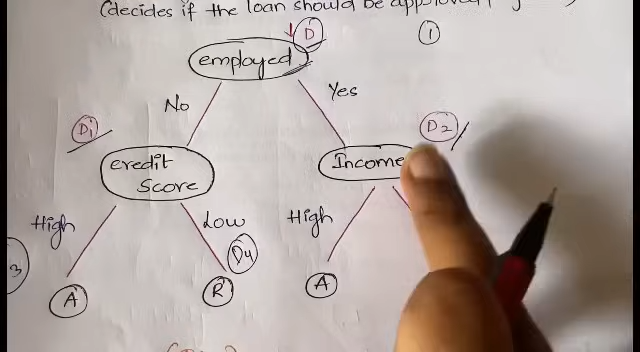 (decides if the loan should be
D
①
employed
No
Yes
D1
D2
credit
Score
Income
High
Low
High
3
D4
A
R
A